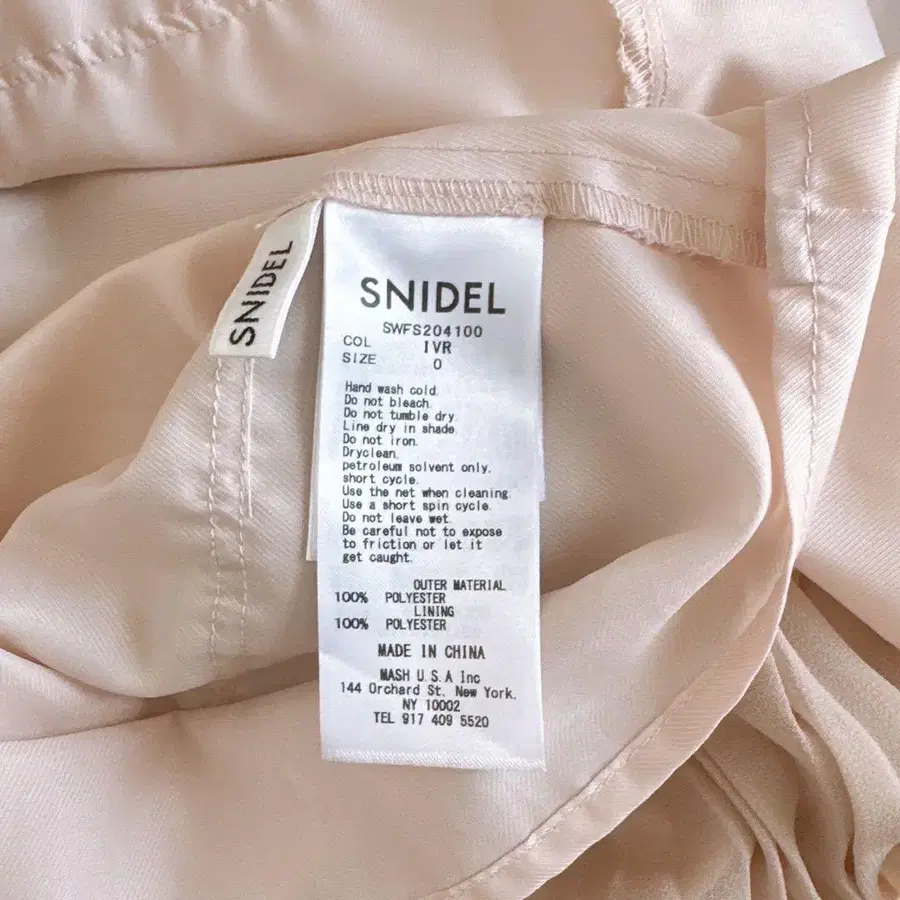 SNIDEL
SNIDEL
SWFS204100
COL IVR
SIZE 0
Hand wash cold.
Do not bleach.
Do not tumble dry.
Line dry in shade.
Do not iron.
Dryclean.
petroleum solvent only.
short cycle.
Use the net when cleaning.
Use a short spin cycle.
Do not leave wet.
Be careful not to expose
to friction or let it
get caught.
OUTER MATERIAL
100% POLYESTER
LINING
100% POLYESTER
MADE IN CHINA
MASH U.S.A Inc
144 Orchard St. New York.
NY 10002
TEL 917 409 5520